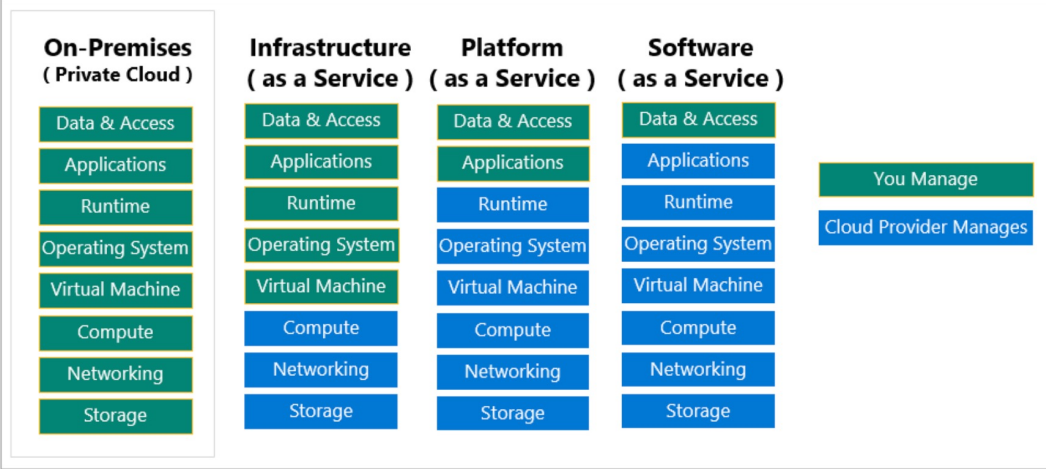 On-Premises
( Private Cloud )
Data & Access
Applications
Runtime
Operating System
Virtual Machine
Compute
Networking
Storage
Infrastructure
( as a Service )
Data & Access
Applications
Runtime
Operating System
Virtual Machine
Compute
Networking
Storage
Platform
( as a Service )
Data & Access
Applications
Runtime
Operating System
Virtual Machine
Compute
Networking
Storage
Software
( as a Service )
Data & Access
Applications
Runtime
Operating System
Virtual Machine
Compute
Networking
Storage
You Manage
Cloud Provider Manages